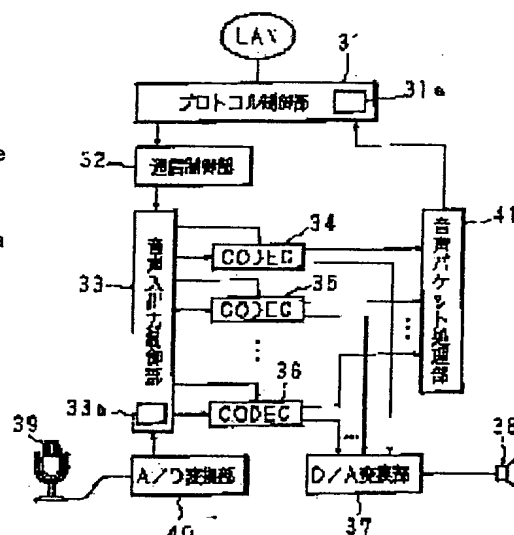 LAN
31
プロトコル制御部
31a
52
通信制御部
41
音声パケット処理部
34
33
音声入出力制御部
CODEC
35
CODEC
36
33a
CODEC
39
38
A/D変換部
D/A変換部
40
37
e
a